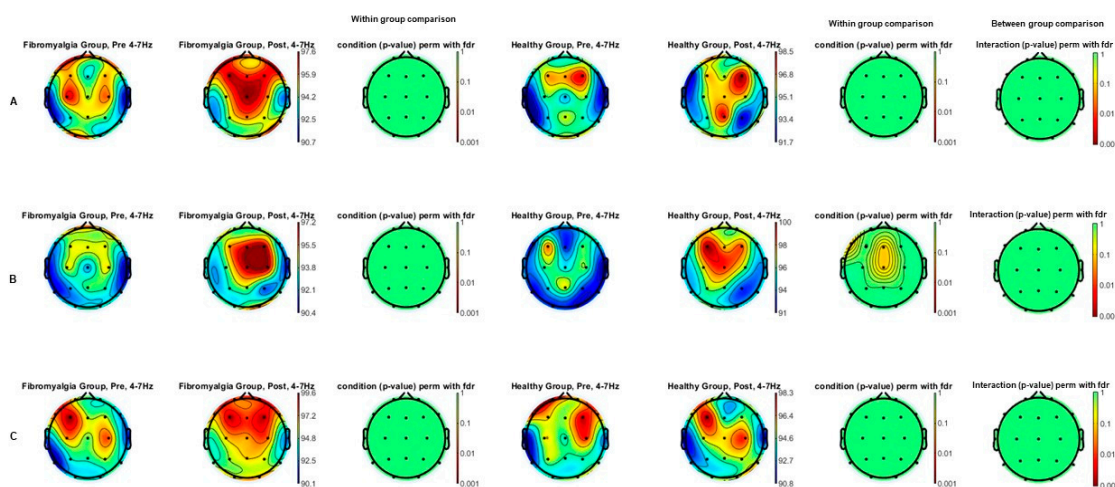 Within group comparison
Within group comparison
Between group comparison
Fibromyalgia Group, Pre 4-7Hz
Fibromyalgia Group, Post, 4-7Hz
condition (p-value) perm with fdr
Healthy Group, Pre, 4-7Hz
Healthy Group, Post, 4-7Hz
condition (p-value) perm with fdr
Interaction (p-value) perm with fdr
A
97.6
95.9
94.2
92.5
90.7
1
0.1
0.01
0.001
98.5
96.8
95.1
93.4
91.7
1
0.1
0.01
0.001
1
0.1
0.01
0.00
Fibromyalgia Group, Pre, 4-7Hz
Fibromyalgia Group, Post, 4-7Hz
condition (p-value) perm with fdr
Healthy Group, Pre, 4-7Hz
Healthy Group, Post, 4-7Hz
condition (p-value) perm with fdr
Interaction (p-value) perm with fdr
B
97.2
95.5
93.8
92.1
90.4
1
0.1
0.01
0.001
100
98
96
93
91
1
0.1
0.01
0.001
1
0.1
0.01
0.00
Fibromyalgia Group, Pre, 4-7Hz
Fibromyalgia Group, Post, 4-7Hz
condition (p-value) perm with fdr
Healthy Group, Pre, 4-7Hz
Healthy Group, Post, 4-7Hz
condition (p-value) perm with fdr
Interaction (p-value) perm with fdr
C
99.6
97.2
94.8
92.5
90.1
1
0.1
0.01
0.001
98.3
96.4
94.6
92.7
90.8
1
0.1
0.01
0.001
1
0.1
0.01
0.00